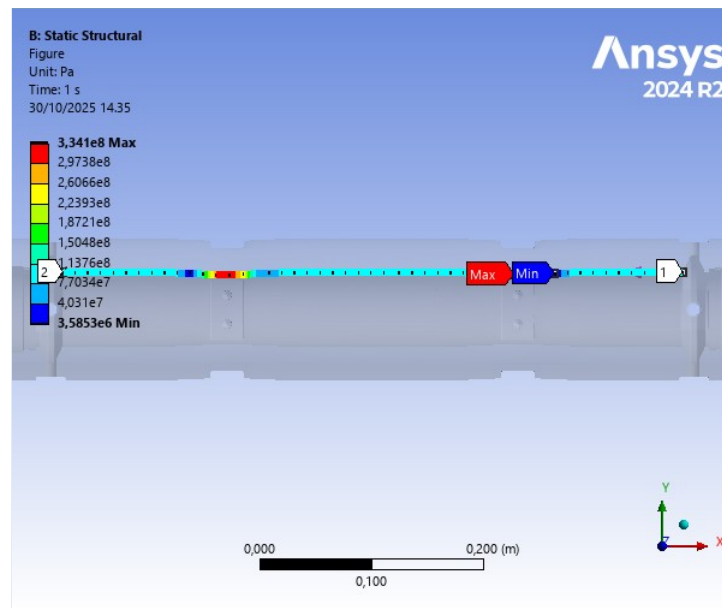 B: Static Structural
Figure
Unit: Pa
Time: 1 s
30/10/2025 14.35
Ansys
2024 R2
3,341e8 Max
2,9738e8
2,6066e8
2,2393e8
1,8721e8
1,5048e8
1,1376e8
7,7034e7
4,031e7
3,5853e6 Min
2
Max
Min
1
0,000
0,200 (m)
0,100
Y
Z
X